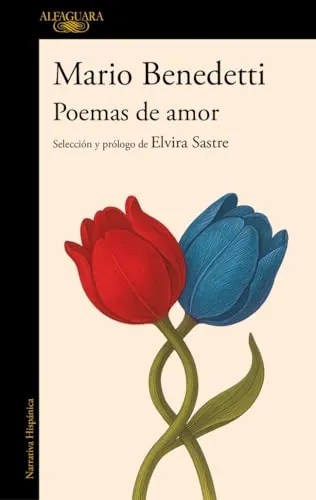 ALFAGUARA
Mario Benedetti
Poemas de amor
Selección y prólogo de Elvira Sastre
Narrativa Hispánica